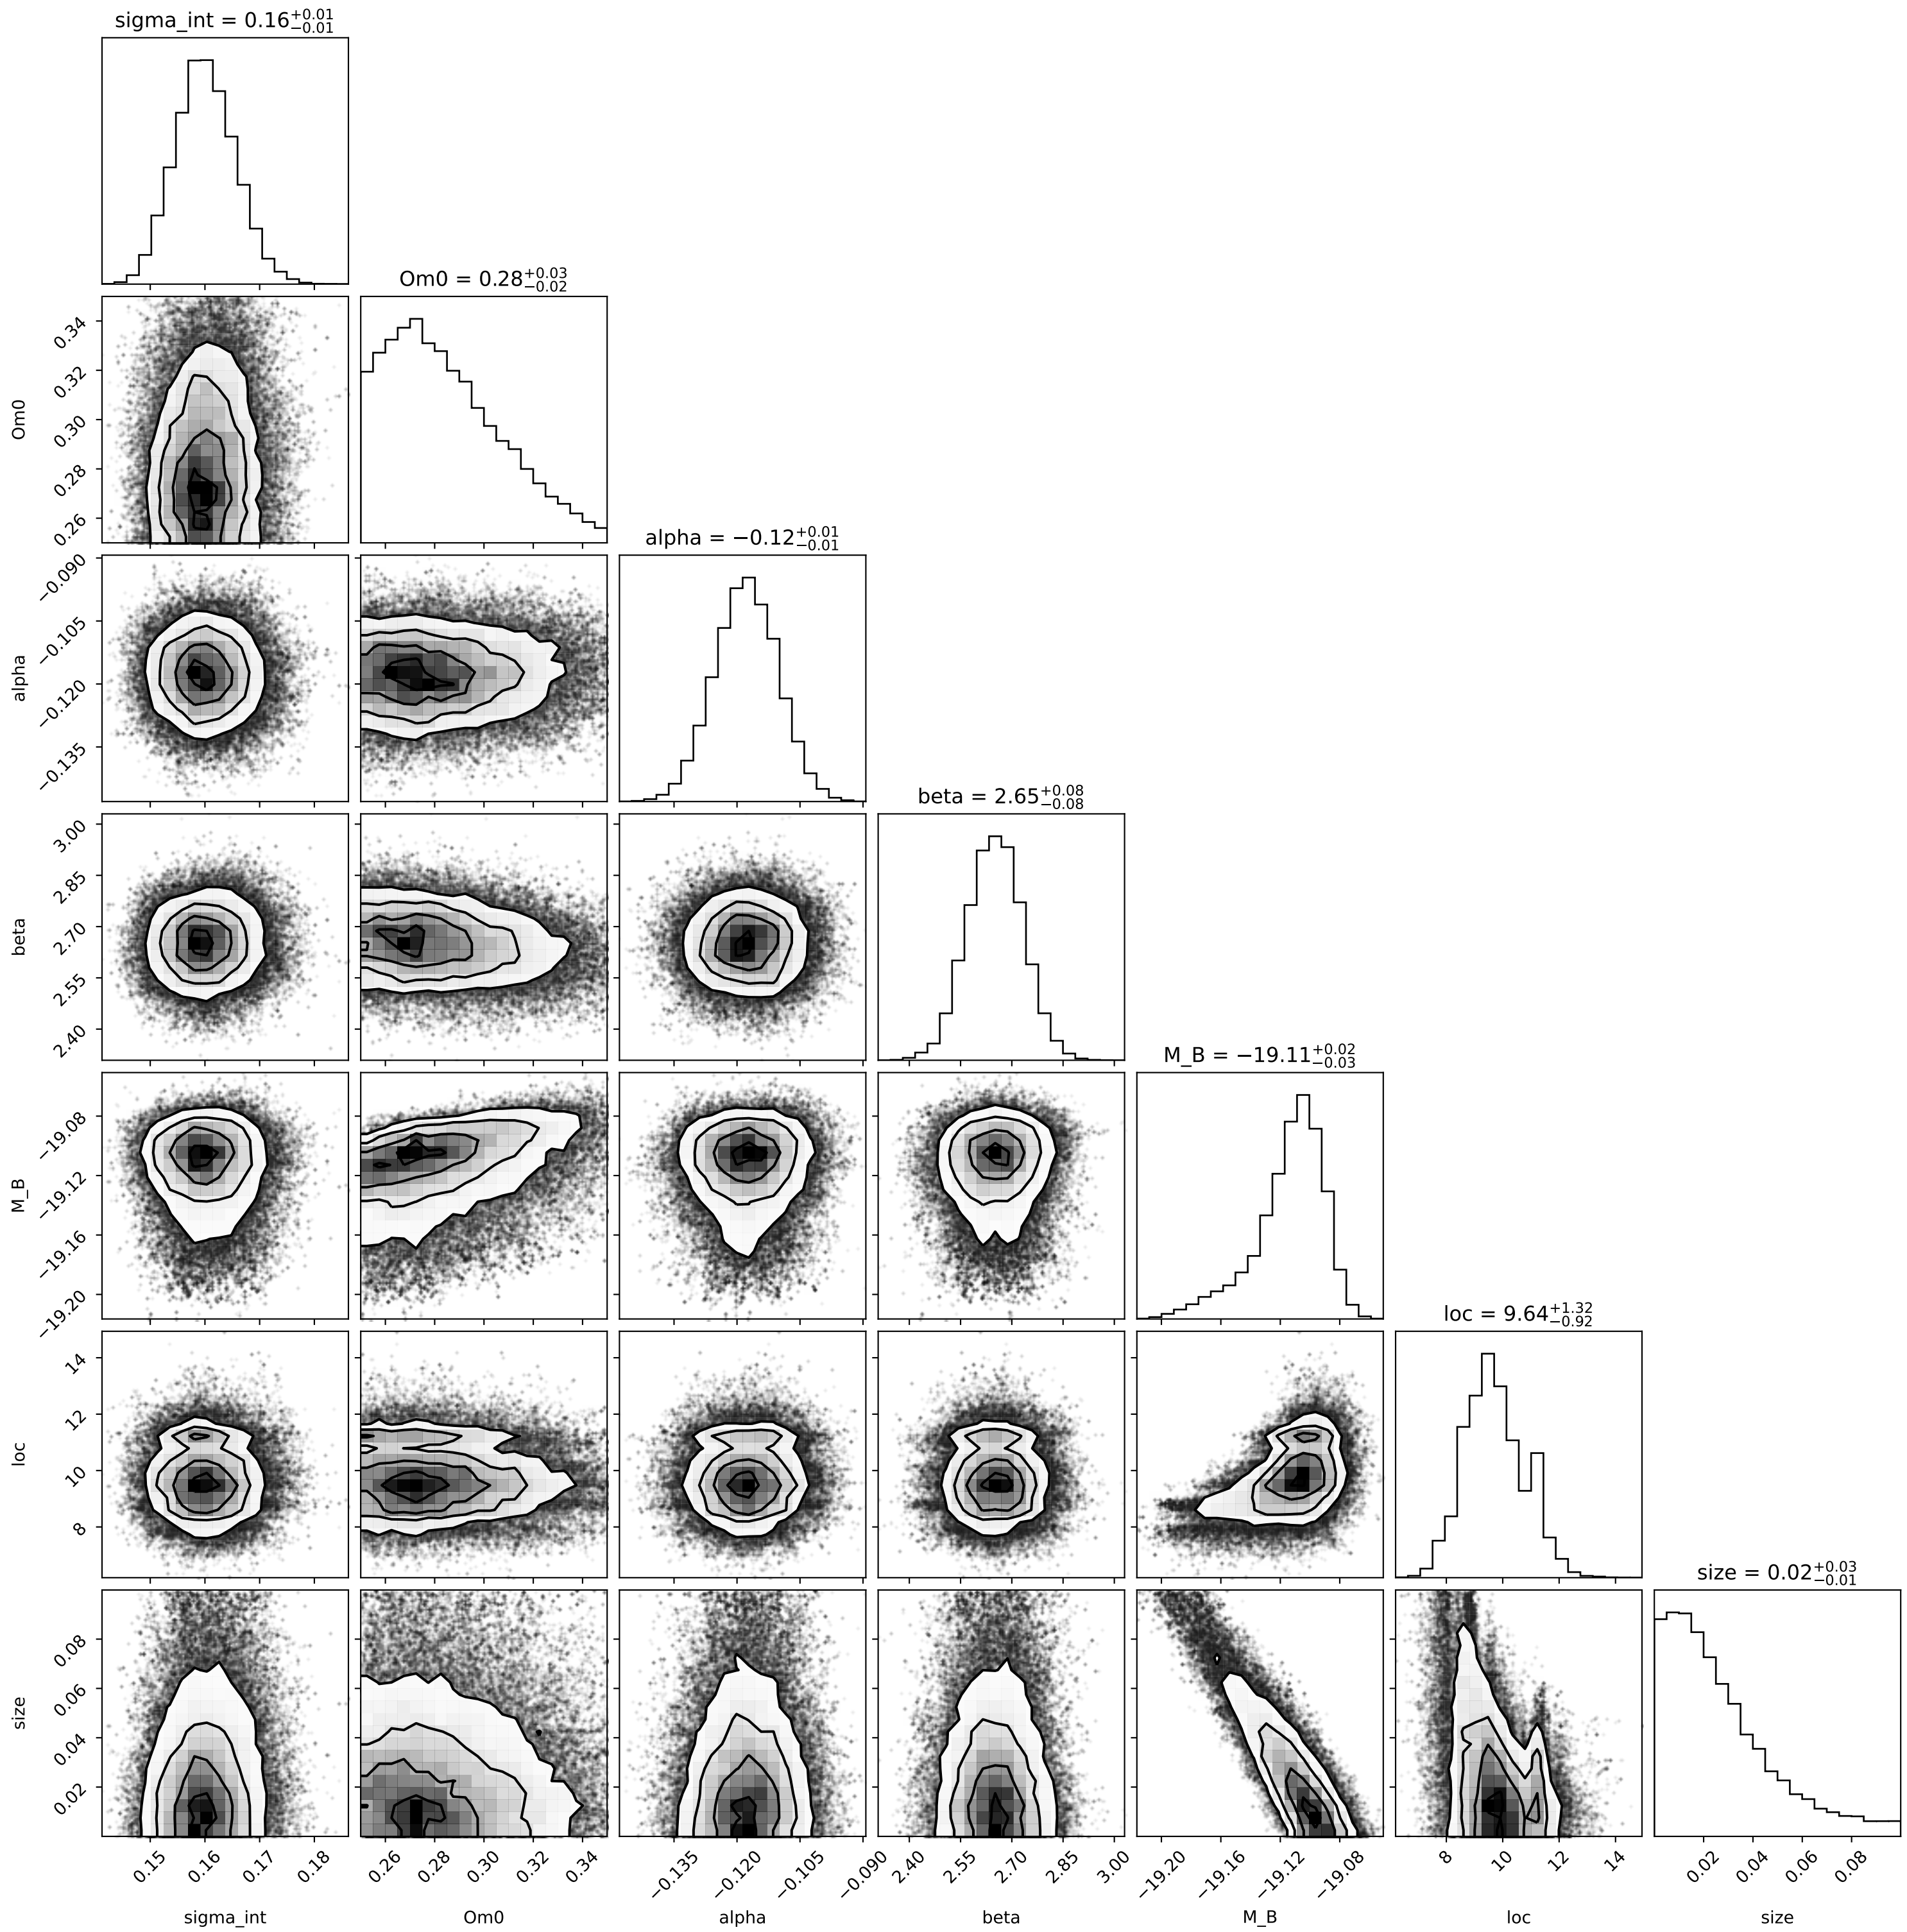 sigma_int = 0.16+0.01−0.01
Om0 = 0.28+0.03−0.02
0.34
0.32
0.30
0.28
0.26
Om0
alpha = −0.12+0.01−0.01
−0.090
−0.105
−0.120
−0.135
alpha
beta = 2.65+0.08−0.08
3.00
2.85
2.70
2.55
2.40
beta
M_B = −19.11+0.02−0.03
−19.08
−19.12
−19.16
−19.20
M_B
loc = 9.64+1.32−0.92
14
12
10
8
loc
size = 0.02+0.03−0.01
0.08
0.06
0.04
0.02
size
0.15 0.16 0.17 0.18 0.26 0.28 0.30 0.32 0.34 −0.135 −0.120 −0.105 −0.090 2.40 2.55 2.70 2.85 3.00 −19.20 −19.16 −19.12 −19.08 8 10 12 14 0.02 0.04 0.06 0.08
sigma_int Om0 alpha beta M_B loc size